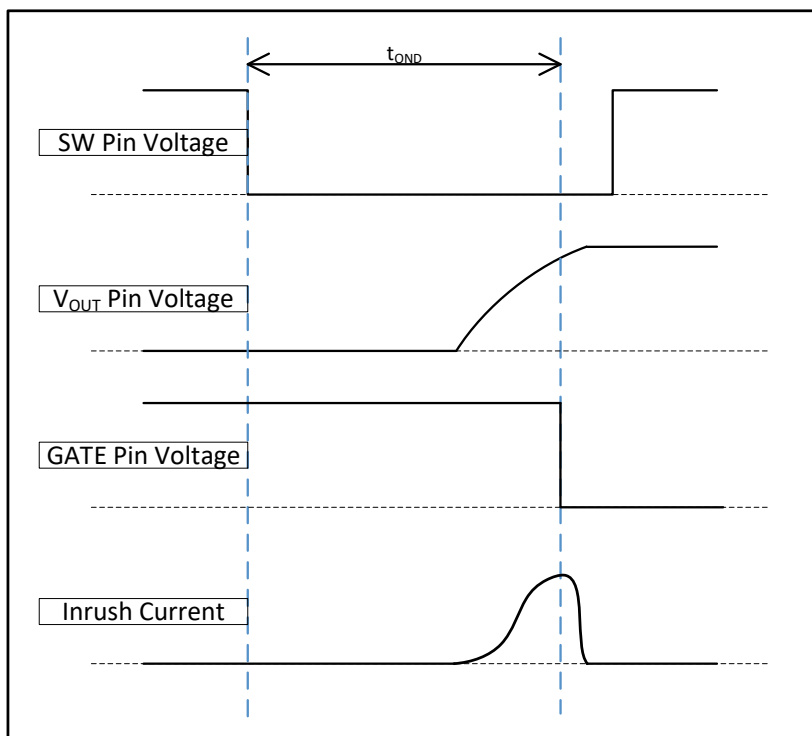 tOND
SW Pin Voltage
VOUT Pin Voltage
GATE Pin Voltage
Inrush Current